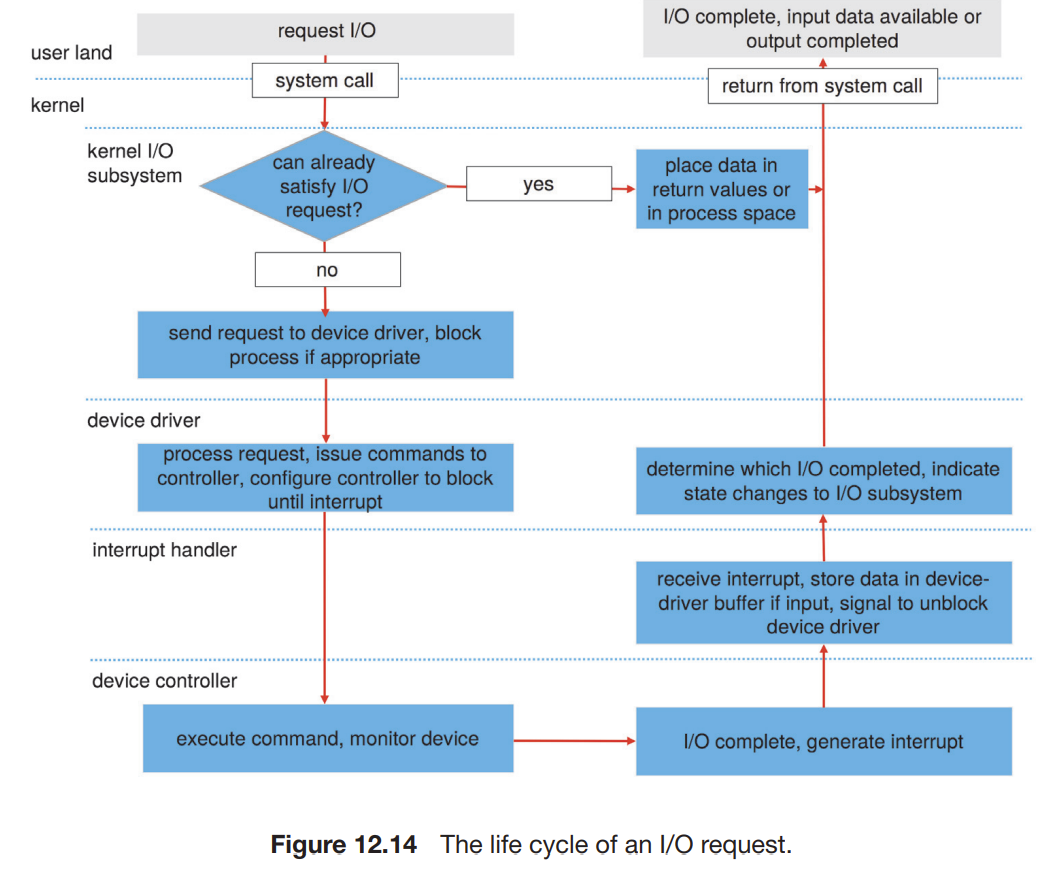 request I/O
I/O complete, input data available or
output completed
user land
system call
return from system call
kernel
kernel I/O
subsystem
can already
satisfy I/O
request?
yes
place data in
return values or
in process space
no
send request to device driver, block
process if appropriate
device driver
process request, issue commands to
controller, configure controller to block
until interrupt
determine which I/O completed, indicate
state changes to I/O subsystem
interrupt handler
receive interrupt, store data in device-
driver buffer if input, signal to unblock
device driver
device controller
execute command, monitor device
I/O complete, generate interrupt
Figure 12.14 The life cycle of an I/O request.